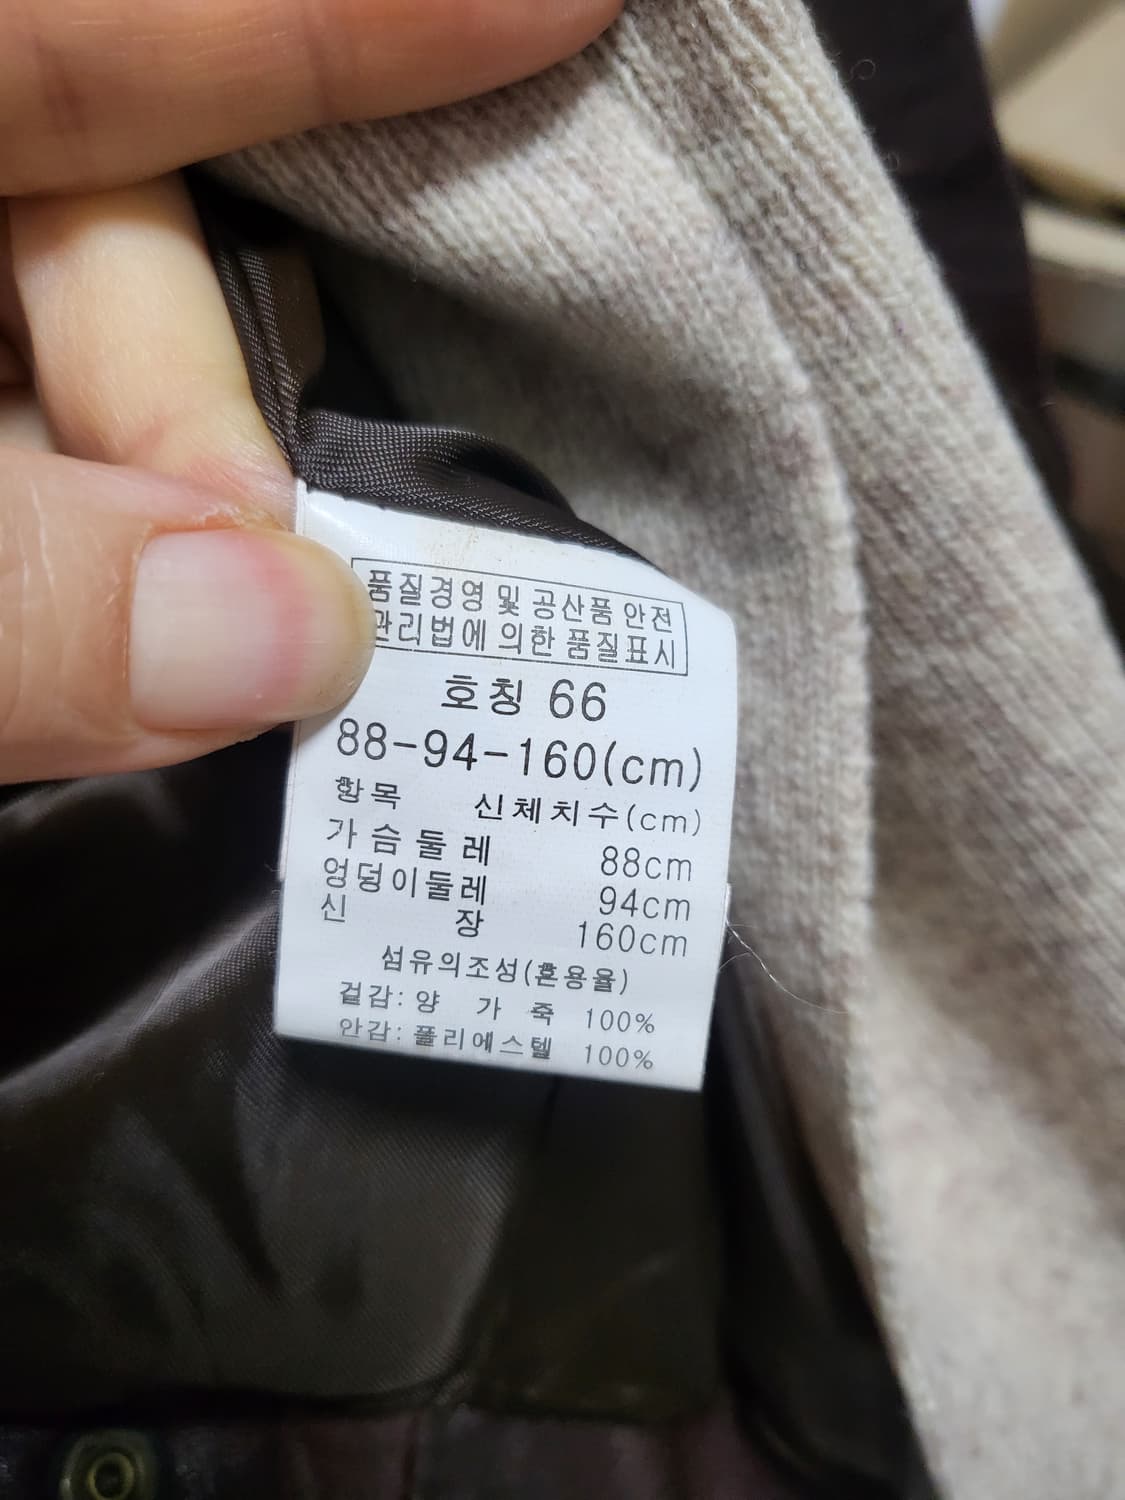 품질경영 및 공산품 안전
관리법에 의한 품질표시
호칭 66
88-94-160(cm)
항목 신체치수(cm)
가슴둘레 88cm
엉덩이둘레 94cm
신장 160cm
섬유의조성(혼용율)
겉감: 양가죽 100%
안감: 폴리에스텔 100%